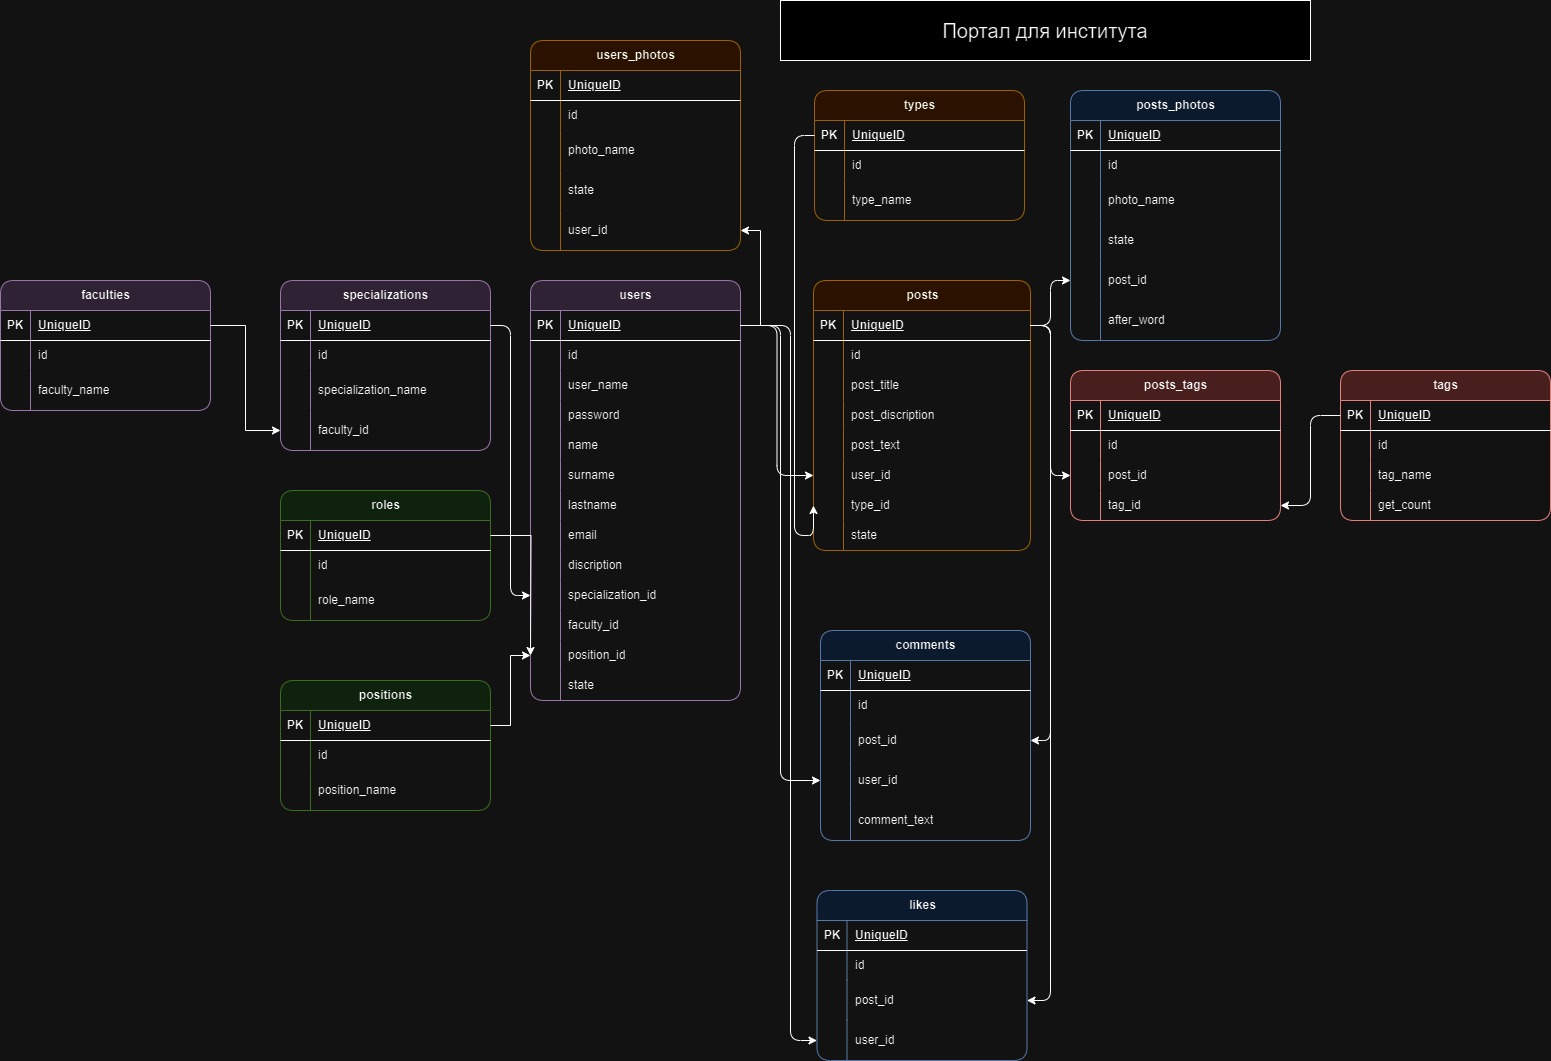 Портал для института
users_photos
PK UniqueID
id
photo_name
state
user_id
types
PK UniqueID
id
type_name
posts_photos
PK UniqueID
id
photo_name
state
post_id
after_word
faculties
PK UniqueID
id
faculty_name
specializations
PK UniqueID
id
specialization_name
faculty_id
users
PK UniqueID
id
user_name
password
name
surname
lastname
email
discription
specialization_id
faculty_id
position_id
state
posts
PK UniqueID
id
post_title
post_discription
post_text
user_id
type_id
state
posts_tags
PK UniqueID
id
post_id
tag_id
tags
PK UniqueID
id
tag_name
get_count
roles
PK UniqueID
id
role_name
positions
PK UniqueID
id
position_name
comments
PK UniqueID
id
post_id
user_id
comment_text
likes
PK UniqueID
id
post_id
user_id